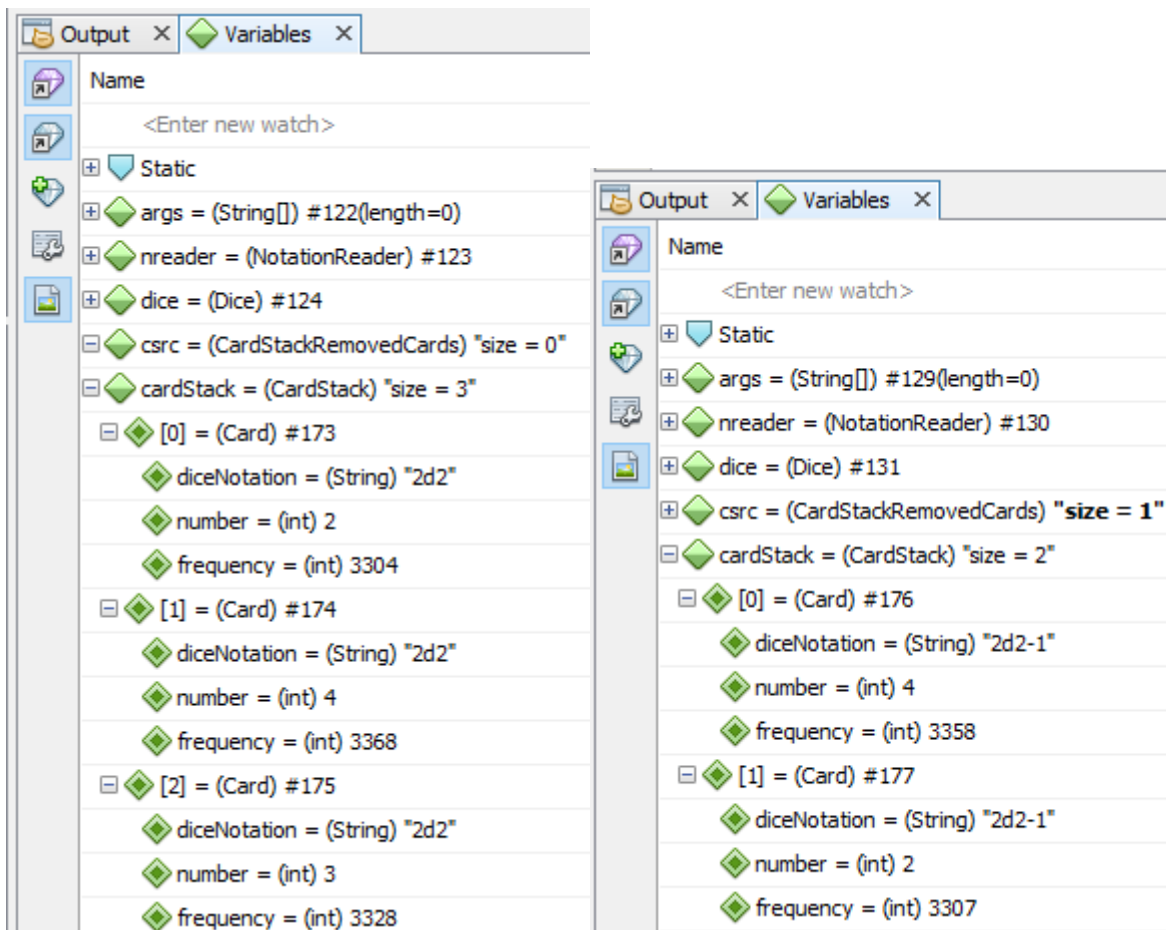 Output × Variables ×
Name
<Enter new watch>
Static
args = (String[]) #122(length=0)
nreader = (NotationReader) #123
dice = (Dice) #124
csrc = (CardStackRemovedCards) "size = 0"
cardStack = (CardStack) "size = 3"
[0] = (Card) #173
diceNotation = (String) "2d2"
number = (int) 2
frequency = (int) 3304
[1] = (Card) #174
diceNotation = (String) "2d2"
number = (int) 4
frequency = (int) 3368
[2] = (Card) #175
diceNotation = (String) "2d2"
number = (int) 3
frequency = (int) 3328
Output × Variables ×
Name
<Enter new watch>
Static
args = (String[]) #129(length=0)
nreader = (NotationReader) #130
dice = (Dice) #131
csrc = (CardStackRemovedCards) "size = 1"
cardStack = (CardStack) "size = 2"
[0] = (Card) #176
diceNotation = (String) "2d2-1"
number = (int) 4
frequency = (int) 3358
[1] = (Card) #177
diceNotation = (String) "2d2-1"
number = (int) 2
frequency = (int) 3307